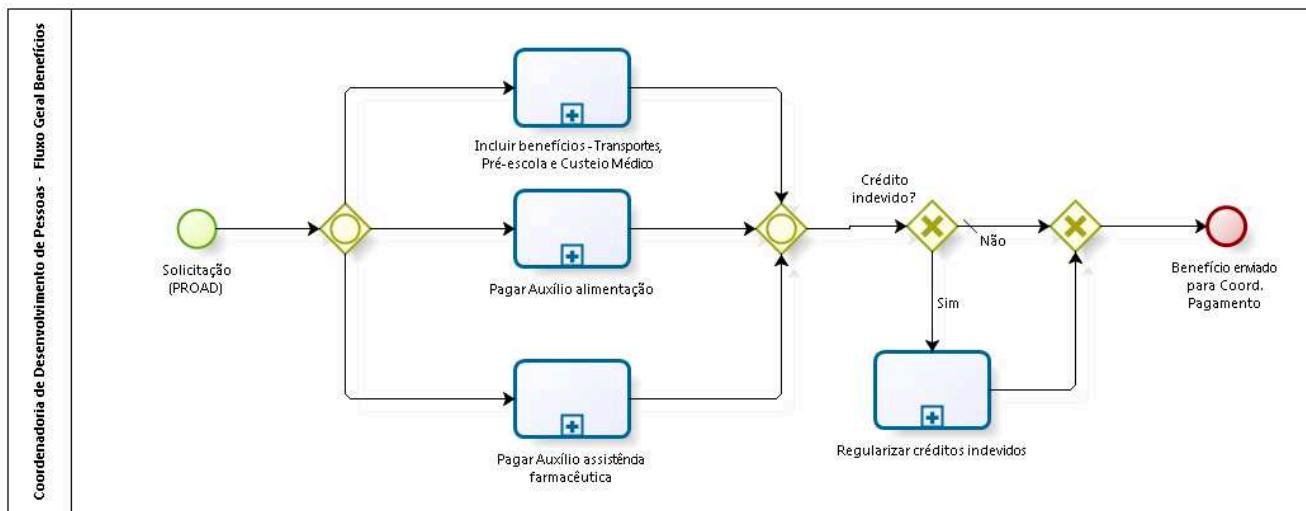 Coordenadoria de Desenvolvimento de Pessoas - Fluxo Geral Benefícios
Solicitação
(PROAD)
Incluir benefícios - Transportes,
Pré-escola e Custeio Médico
Pagar Auxílio alimentação
Pagar Auxílio assistência
farmacêutica
Crédito
indevido?
Não
Sim
Regularizar créditos indevidos
Benefício enviado
para Coord.
Pagamento